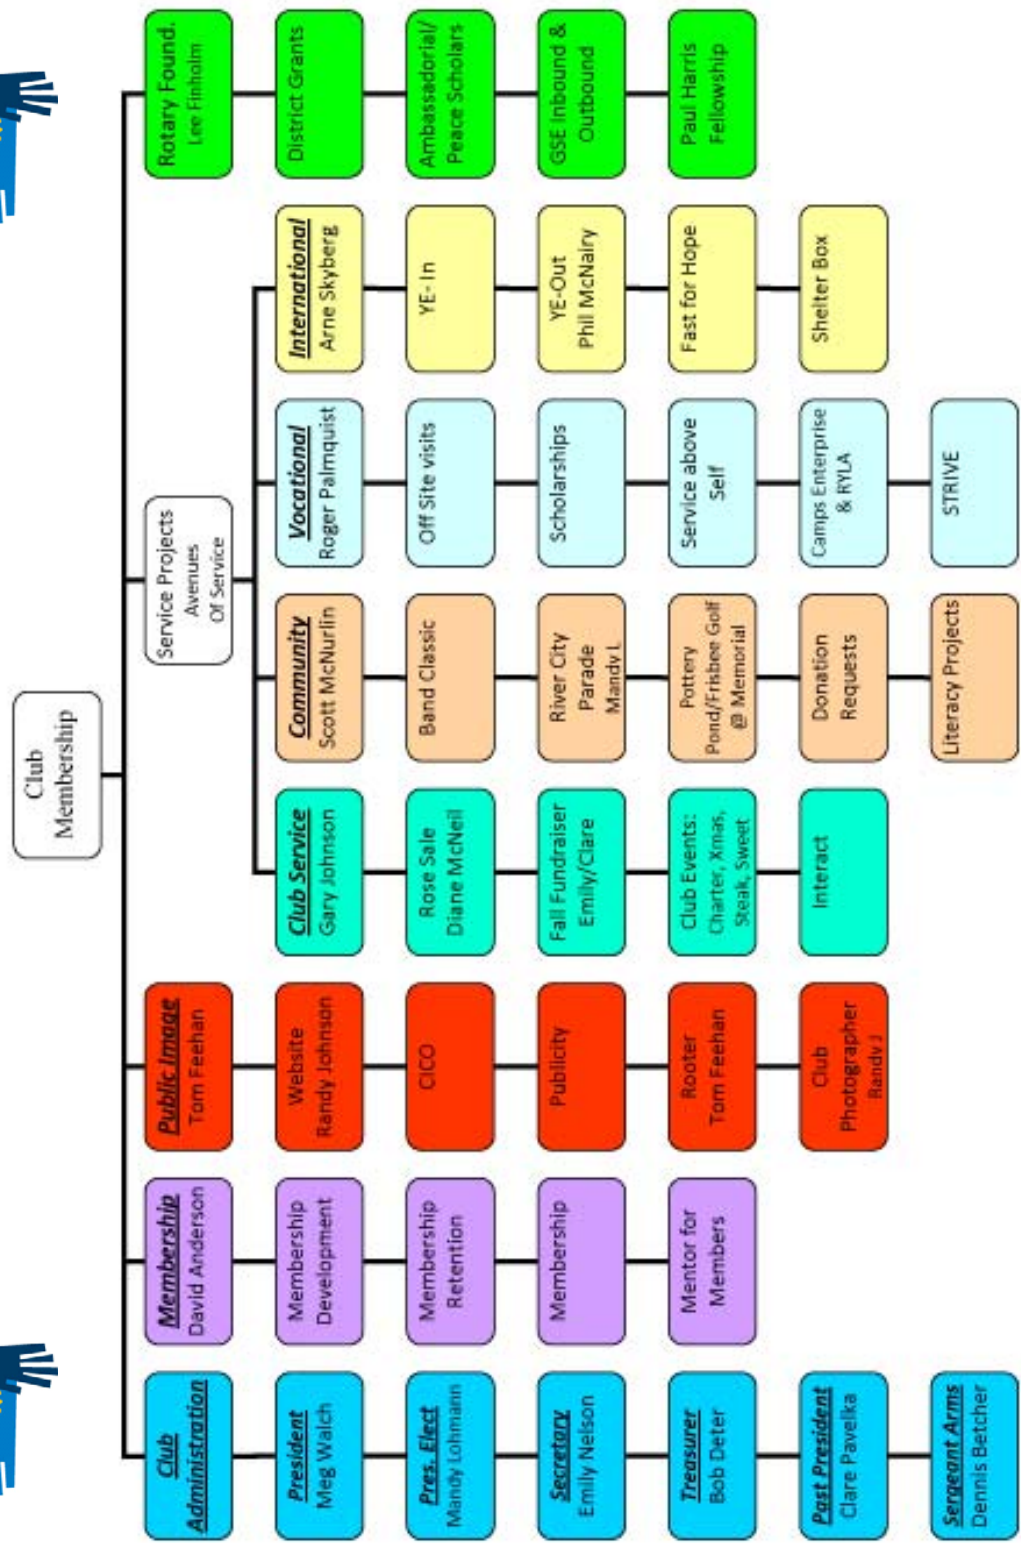 Club
Membership
Club
Administration
President
Meg Walch
Pres. Elect
Mandy Lohmann
Secretary
Emily Nelson
Treasurer
Bob Deter
Past President
Clare Pavelka
Sergeant Arms
Dennis Betcher
Membership
David Anderson
Membership
Development
Membership
Retention
Membership
Mentor for
Members
Public Image
Tom Feehan
Website
Randy Johnson
CICO
Publicity
Rooter
Tom Feehan
Club
Photographer
Randy J
Service Projects
Avenues
Of Service
Club Service
Gary Johnson
Rose Sale
Diane McNeil
Fall Fundraiser
Emily/Clare
Club Events:
Charter, Xmas,
Steak, Sweet
Interact
Community
Scott McNurlin
Band Classic
River City
Parade
Mandy L
Pottery
Pond/Frisbee Golf
@ Memorial
Donation
Requests
Literacy Projects
Vocational
Roger Palmquist
Off Site visits
Scholarships
Service above
Self
Camps Enterprise
& RYLA
STRIVE
International
Arne Skyberg
YE- In
YE-Out
Phil McNairy
Fast for Hope
Shelter Box
Rotary Found.
Lee Finholm
District Grants
Ambassadorial/
Peace Scholars
GSE Inbound &
Outbound
Paul Harris
Fellowship